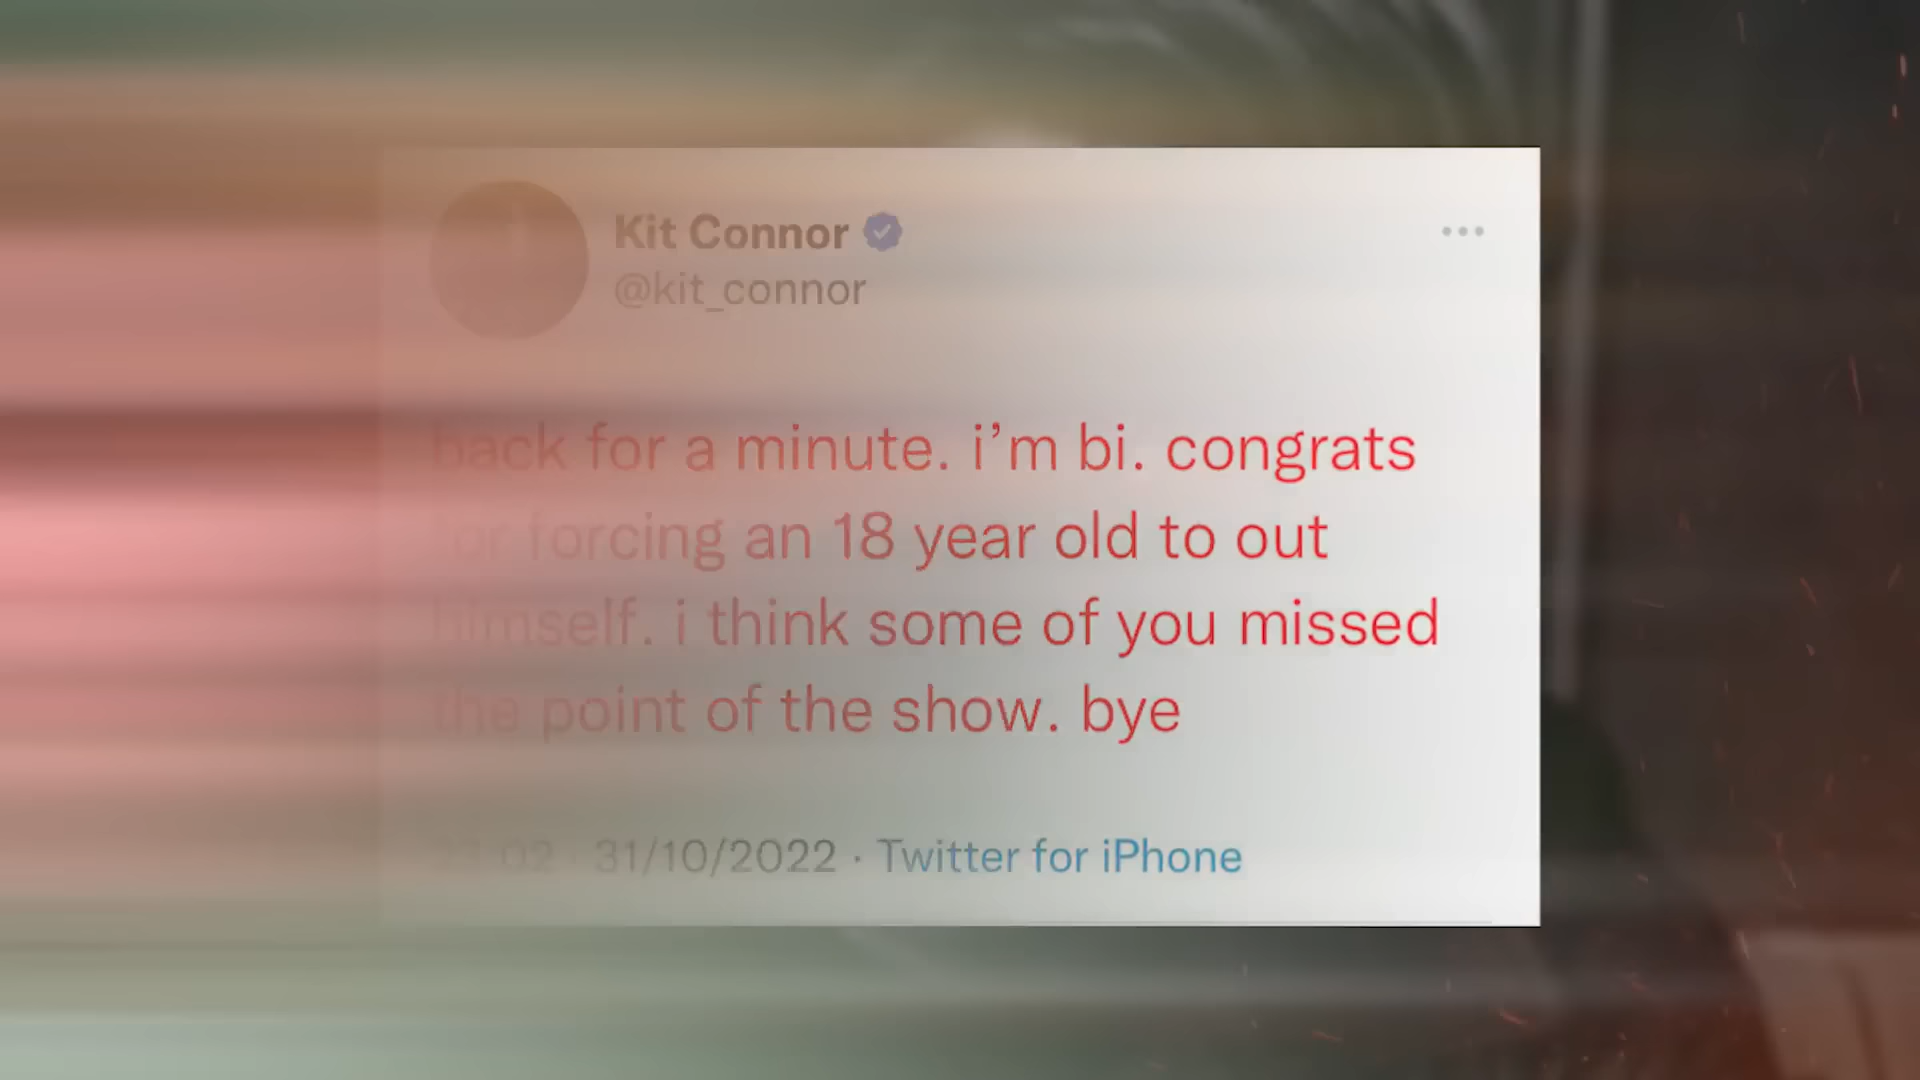 Kit Connor
@kit_connor
back for a minute. i’m bi. congrats
for forcing an 18 year old to out
himself. i think some of you missed
the point of the show. bye
31/10/2022 · Twitter for iPhone